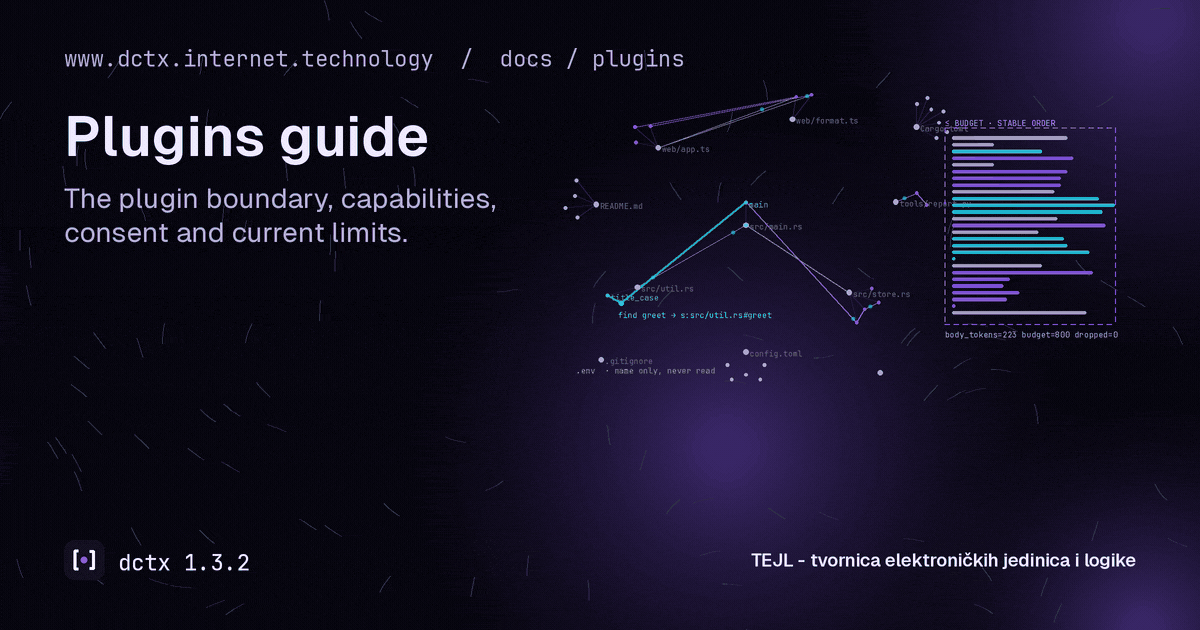 www.dctx.internet.technology / docs / plugins
Plugins guide
The plugin boundary, capabilities,
consent and current limits.
web/format.ts
web/app.ts
BUDGET · STABLE ORDER
README.md
main
src/main.rs
src/util.rs
title_case
src/store.rs
find greet → s:src/util.rs#greet
body_tokens=223 budget=800 dropped=0
config.toml
.gitignore
.env · name only, never read
dctx 1.3.2
TEJL - tvornica elektroničkih jedinica i logike